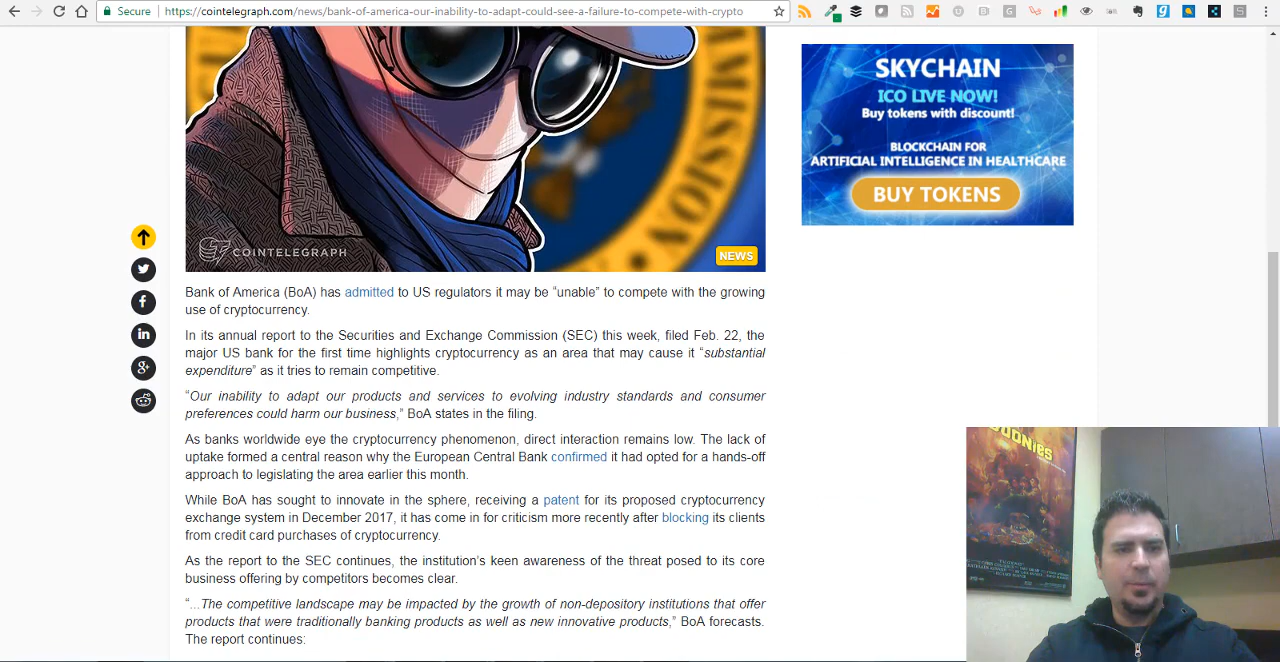 Secure
https://cointelegraph.com/news/bank-of-america-our-inability-to-adapt-could-see-a-failure-to-compete-with-crypto
MISSION
COINTELEGRAPH
NEWS
SKYCHAIN
ICO LIVE NOW!
Buy tokens with discount!
BLOCKCHAIN FOR
ARTIFICIAL INTELLIGENCE IN HEALTHCARE
BUY TOKENS
Bank of America (BoA) has admitted to US regulators it may be “unable” to compete with the growing
use of cryptocurrency.
In its annual report to the Securities and Exchange Commission (SEC) this week, filed Feb. 22, the
major US bank for the first time highlights cryptocurrency as an area that may cause it “substantial
expenditure” as it tries to remain competitive.
“Our inability to adapt our products and services to evolving industry standards and consumer
preferences could harm our business,” BoA states in the filing.
As banks worldwide eye the cryptocurrency phenomenon, direct interaction remains low. The lack of
uptake formed a central reason why the European Central Bank confirmed it had opted for a hands-off
approach to legislating the area earlier this month.
While BoA has sought to innovate in the sphere, receiving a patent for its proposed cryptocurrency
exchange system in December 2017, it has come in for criticism more recently after blocking its clients
from credit card purchases of cryptocurrency.
As the report to the SEC continues, the institution’s keen awareness of the threat posed to its core
business offering by competitors becomes clear.
“...The competitive landscape may be impacted by the growth of non-depository institutions that offer
products that were traditionally banking products as well as new innovative products,” BoA forecasts.
The report continues:
GOONIES